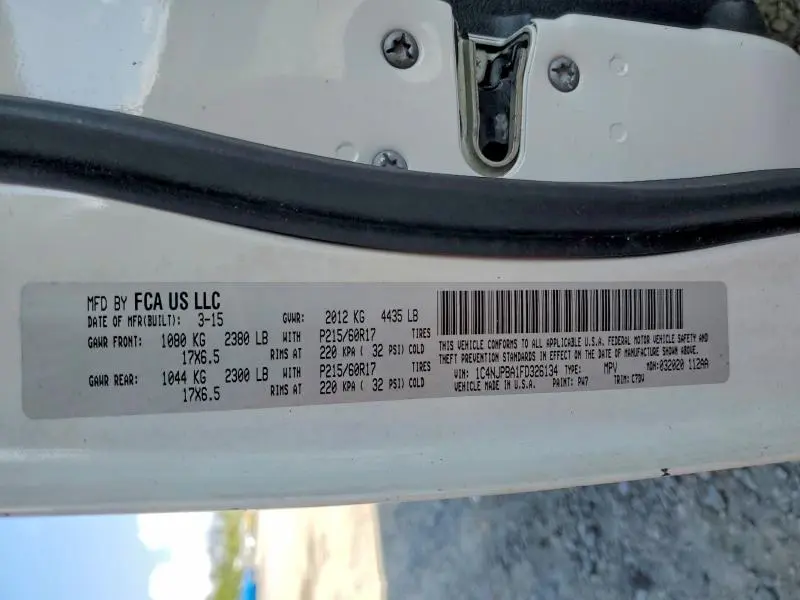 MFD BY FCA US LLC
DATE OF MFR(BUILT): 3-15 GVWR: 2012 KG 4435 LB
GAWR FRONT: 1080 KG 2380 LB WITH P215/60R17 TIRES
17X6.5 RIMS AT 220 KPA ( 32 PSI) COLD
GAWR REAR: 1044 KG 2300 LB WITH P215/60R17 TIRES
17X6.5 RIMS AT 220 KPA ( 32 PSI) COLD
THIS VEHICLE CONFORMS TO ALL APPLICABLE U.S.A. FEDERAL MOTOR VEHICLE SAFETY AND
THEFT PREVENTION STANDARDS IN EFFECT ON THE DATE OF MANUFACTURE SHOWN ABOVE.
VIN: 1C4NJPBA1FD326134 TYPE: MPV MDH:032020 112AA
VEHICLE MADE IN U.S.A. PAINT: PW7 TRIM: C7DV